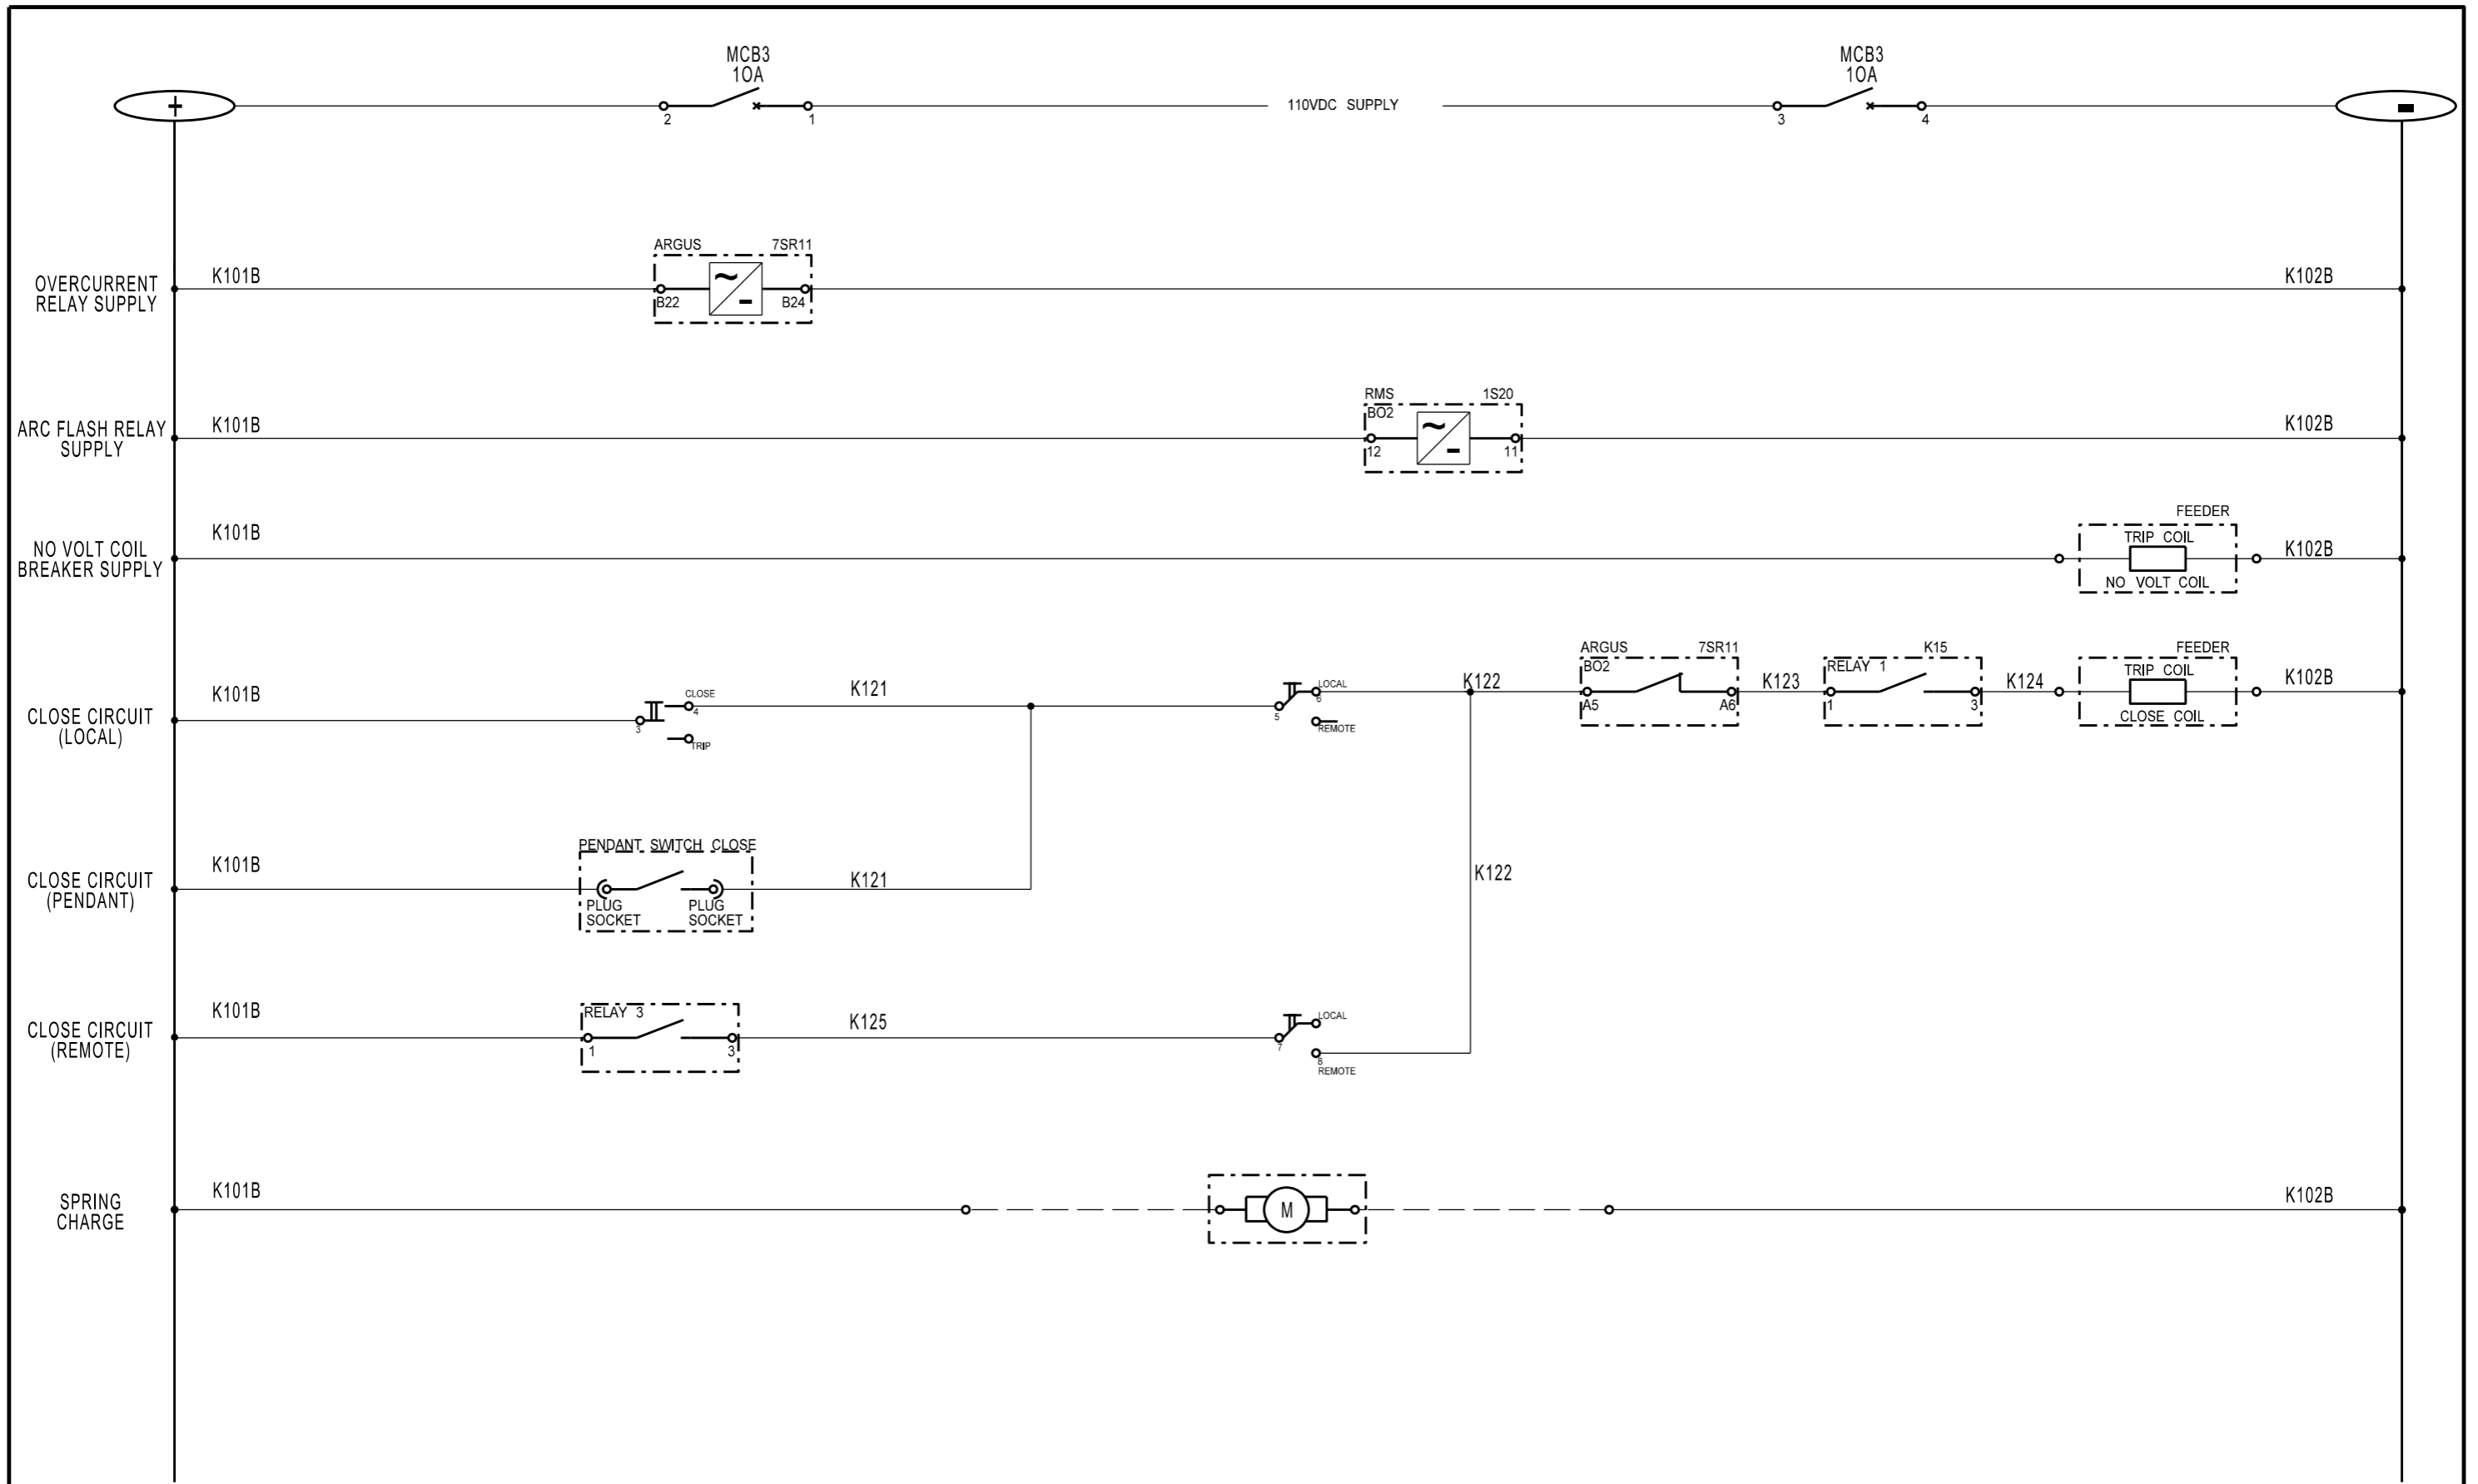 MCB3
10A
MCB3
10A
+
110VDC SUPPLY
-
2
1
3
4
ARGUS 7SR11
OVERCURRENT
RELAY SUPPLY
K101B
B22
B24
K102B
RMS 1S20
ARC FLASH RELAY
SUPPLY
K101B
BO2
12
11
K102B
FEEDER
NO VOLT COIL
BREAKER SUPPLY
K101B
TRIP COIL
NO VOLT COIL
K102B
CLOSE CIRCUIT
(LOCAL)
K101B
3
CLOSE
4
TRIP
K121
5
LOCAL
6
REMOTE
K122
ARGUS 7SR11
BO2
A5
A6
K123
K15
RELAY 1
1
3
K124
FEEDER
TRIP COIL
CLOSE COIL
K102B
CLOSE CIRCUIT
(PENDANT)
K101B
PENDANT SWITCH CLOSE
PLUG
SOCKET
PLUG
SOCKET
K121
K122
CLOSE CIRCUIT
(REMOTE)
K101B
RELAY 3
1
3
K125
7
LOCAL
8
REMOTE
SPRING
CHARGE
K101B
M
K102B